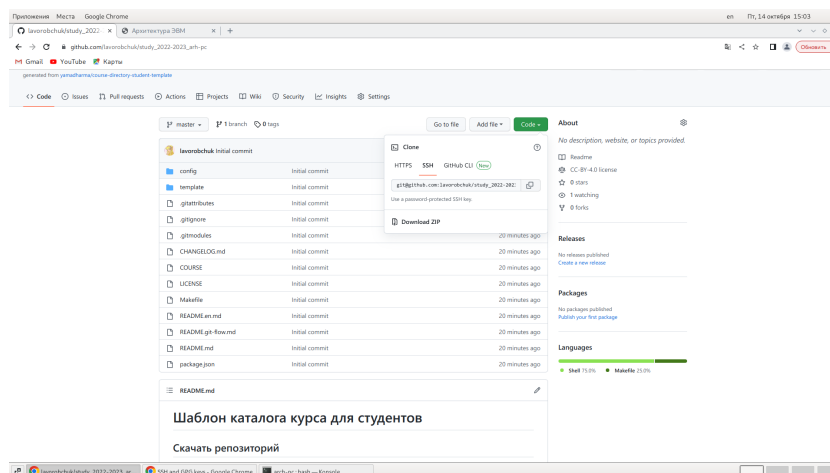 Приложения Места Google Chrome en Пт, 14 октября 15:03
lavorobchuk/study_2022- × Архитектура ЭВМ × +
github.com/lavorobchuk/study_2022-2023_arh-pc Обновить
Gmail YouTube Карты
generated from yamadharma/course-directory-student-template
Code Issues Pull requests Actions Projects Wiki Security Insights Settings
master 1 branch 0 tags Go to file Add file Code
About
No description, website, or topics provided.
Readme
CC-BY-4.0 license
0 stars
1 watching
0 forks
Releases
No releases published
Create a new release
Packages
No packages published
Publish your first package
Languages
Shell 75.0% Makefile 25.0%
lavorobchuk Initial commit
Clone
HTTPS SSH GitHub CLI New
git@github.com:lavorobchuk/study_2022-202
Use a password-protected SSH key.
Download ZIP
config Initial commit
template Initial commit
.gitattributes Initial commit
.gitignore Initial commit
.gitmodules Initial commit 20 minutes ago
CHANGELOG.md Initial commit 20 minutes ago
COURSE Initial commit 20 minutes ago
LICENSE Initial commit 20 minutes ago
Makefile Initial commit 20 minutes ago
README.en.md Initial commit 20 minutes ago
README.git-flow.md Initial commit 20 minutes ago
README.md Initial commit 20 minutes ago
package.json Initial commit 20 minutes ago
README.md
Шаблон каталога курса для студентов
Скачать репозиторий
lavorobchuk/study_2022-2023_ar SSH and GPG keys - Google Chrome arch-pc : bash — Konsole